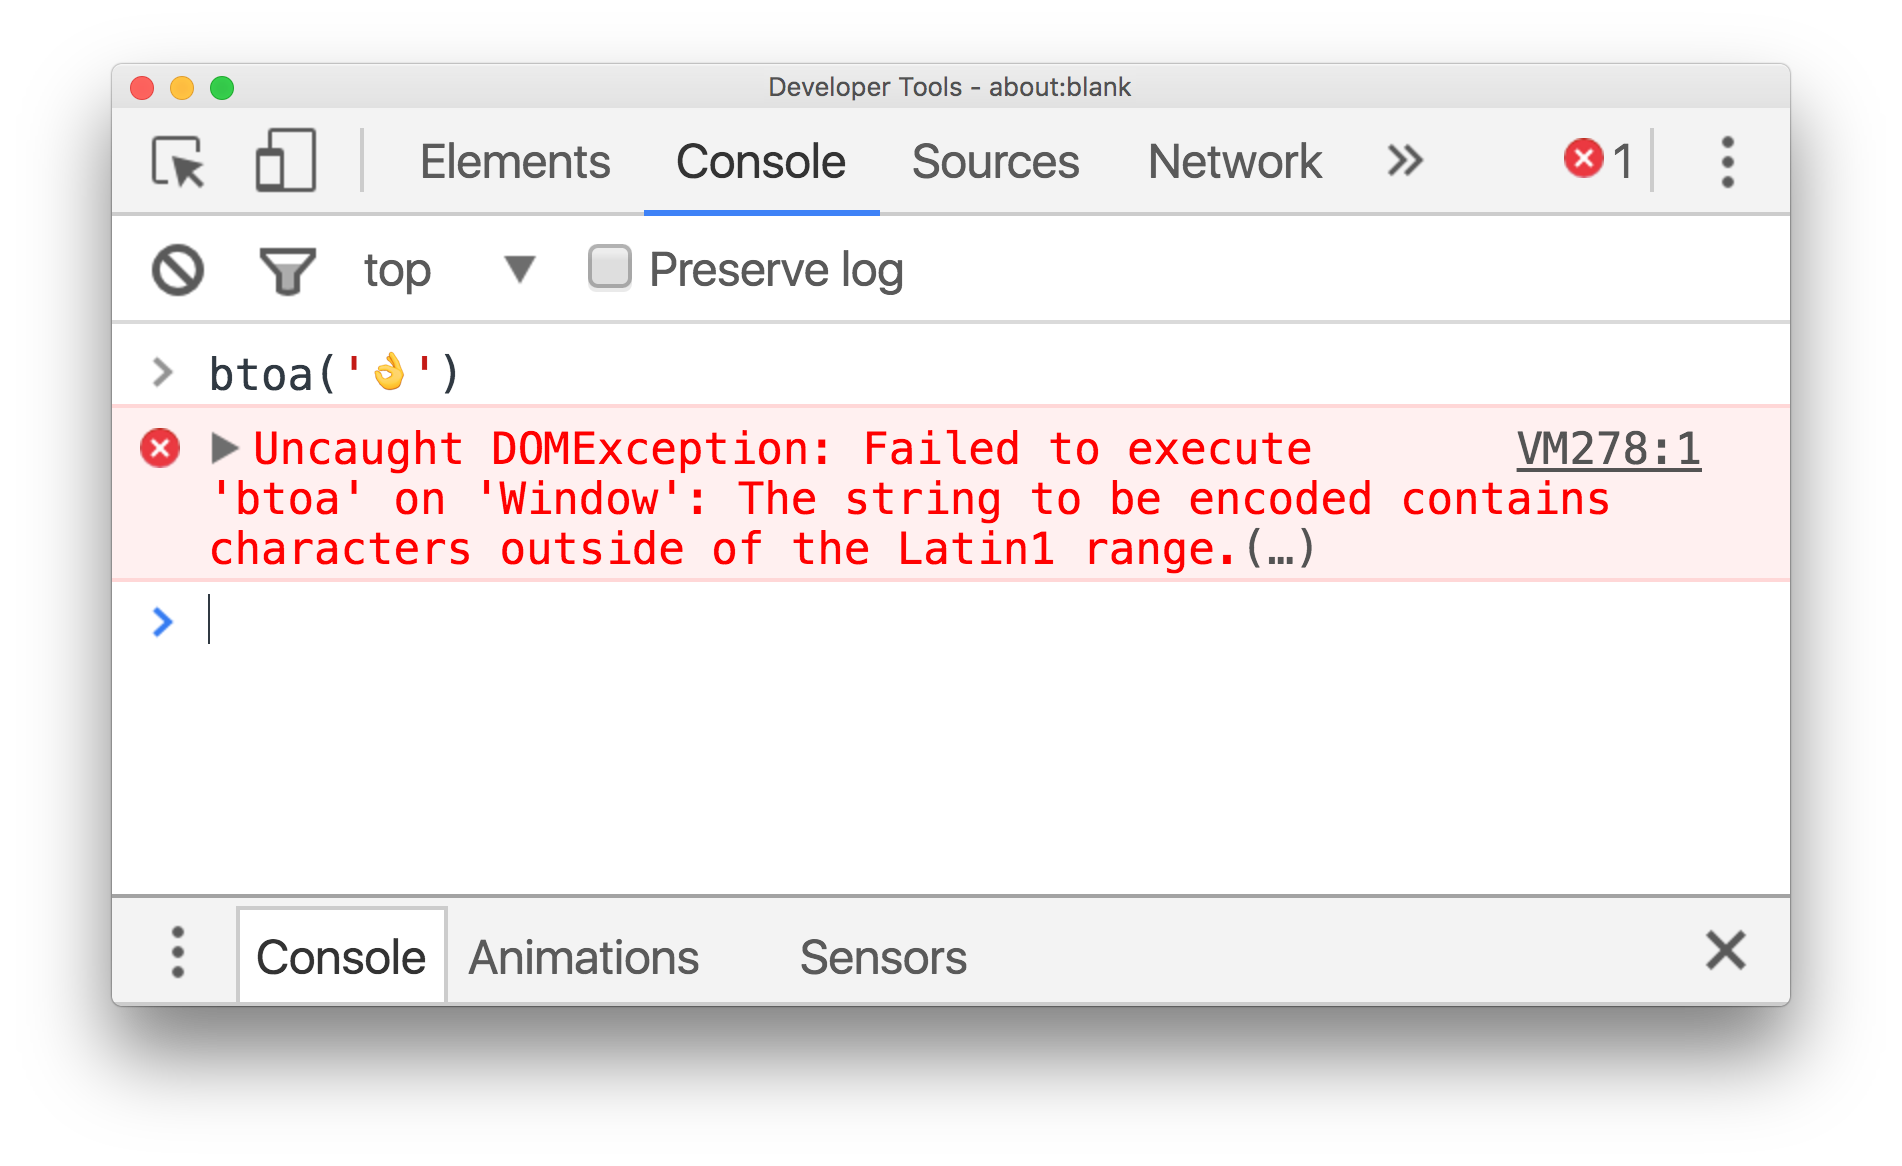 Developer Tools - about:blank
Elements Console Sources Network 1
top Preserve log
btoa('👌')
Uncaught DOMException: Failed to execute VM278:1
'btoa' on 'Window': The string to be encoded contains
characters outside of the Latin1 range.(…)
Console Animations Sensors